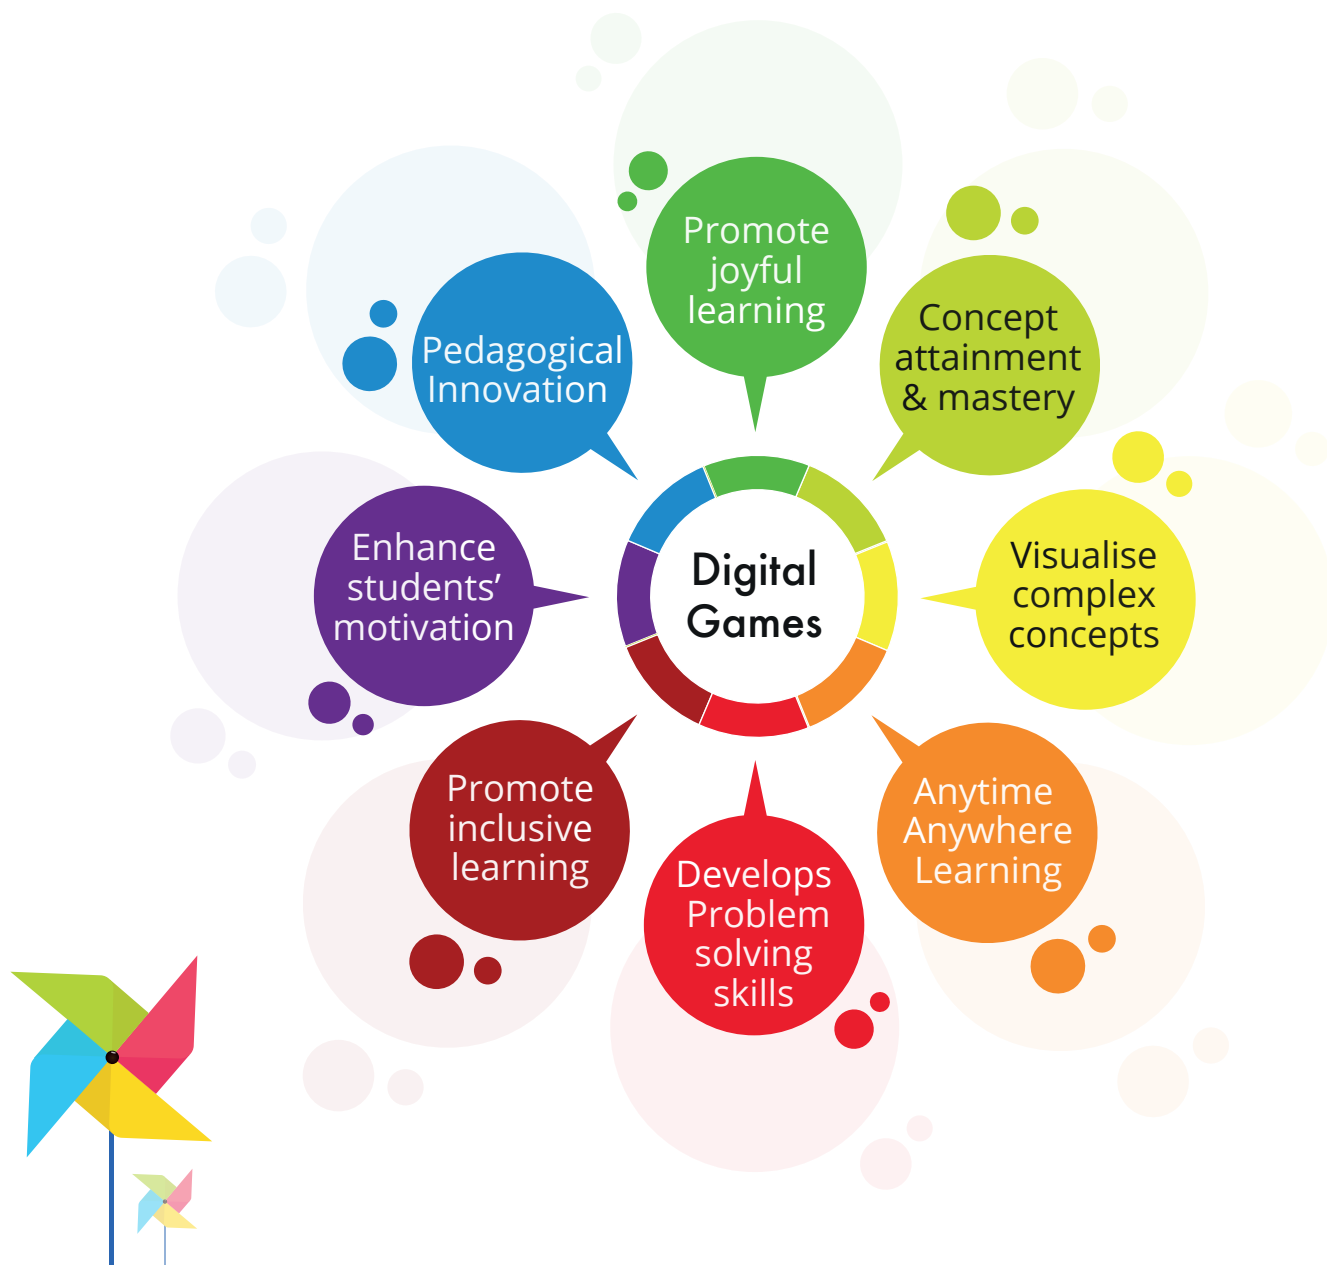 Promote
joyful
learning
Concept
attainment
& mastery
Visualise
complex
concepts
Anytime
Anywhere
Learning
Develops
Problem
solving
skills
Promote
inclusive
learning
Enhance
students’
motivation
Pedagogical
Innovation
Digital
Games